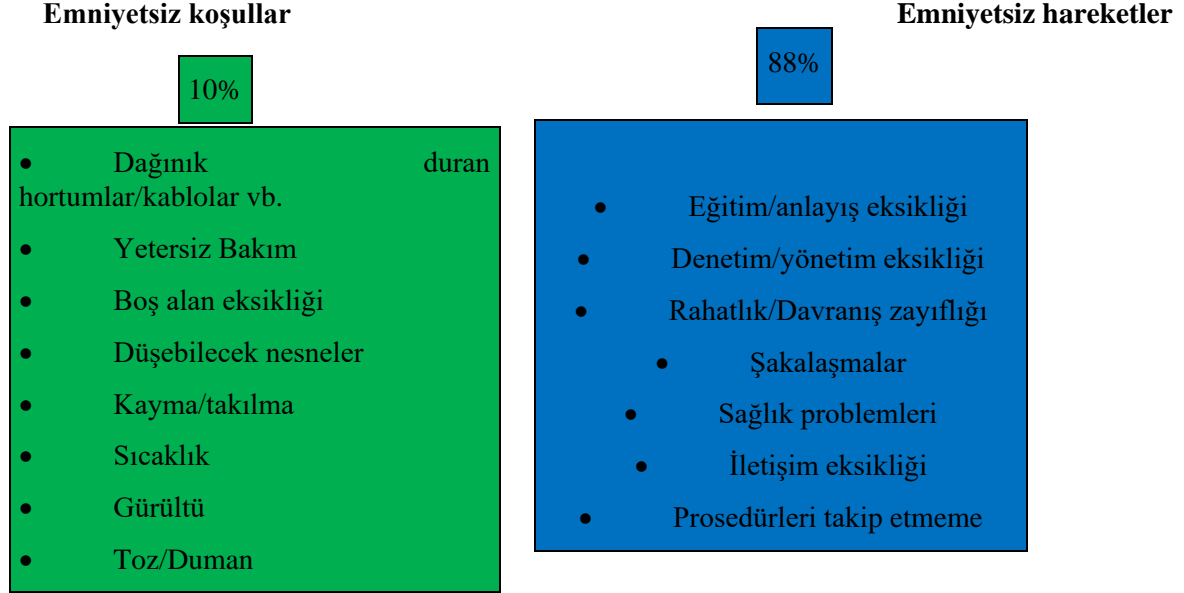 Emniyetsiz koşullar
Emniyetsiz hareketler
10%
• Dağınık duran
hortumlar/kablolar vb.
• Yetersiz Bakım
• Boş alan eksikliği
• Düşebilecek nesneler
• Kayma/takılma
• Sıcaklık
• Gürültü
• Toz/Duman
88%
• Eğitim/anlayış eksikliği
• Denetim/yönetim eksikliği
• Rahatlık/Davranış zayıflığı
• Şakalaşmalar
• Sağlık problemleri
• İletişim eksikliği
• Prosedürleri takip etmeme